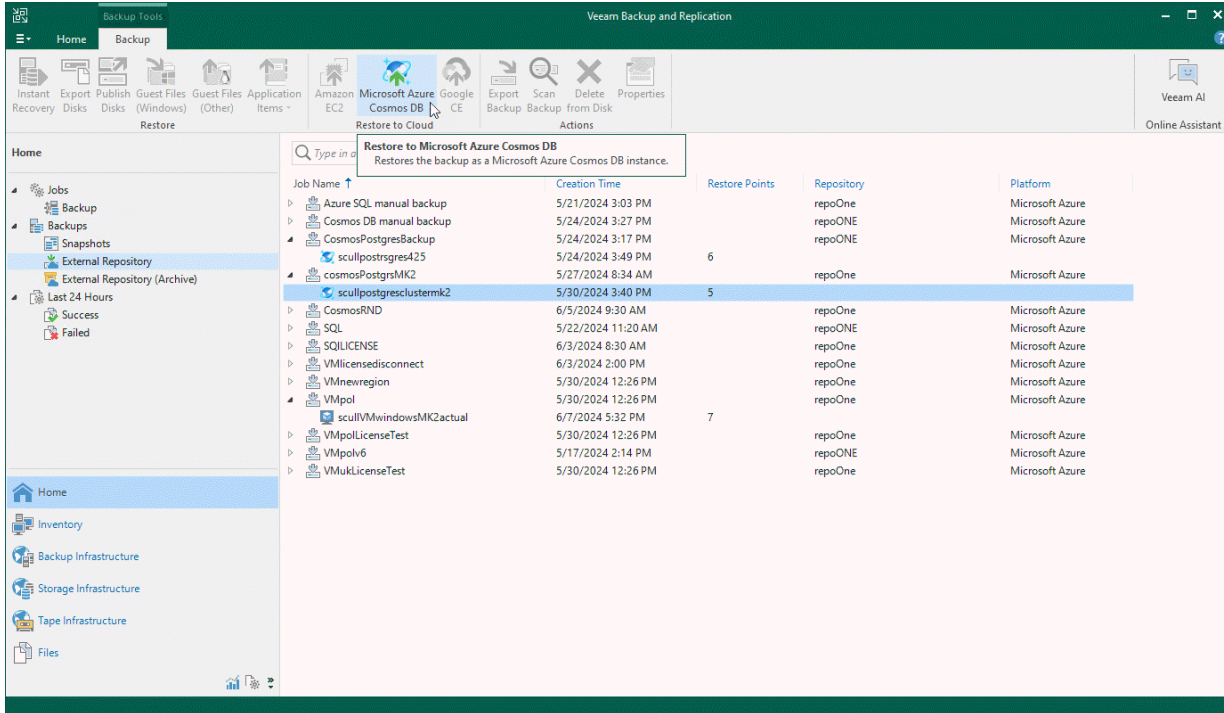 Backup Tools
Veeam Backup and Replication
Home Backup
Instant Recovery
Export Disks
Publish Disks
Guest Files (Windows)
Guest Files (Other)
Application Items
Restore
Amazon EC2
Microsoft Azure Cosmos DB
Google CE
Restore to Cloud
Export Backup
Scan Backup
Delete from Disk
Properties
Actions
Veeam AI
Online Assistant
Restore to Microsoft Azure Cosmos DB
Restores the backup as a Microsoft Azure Cosmos DB instance.
Home
Type in a
Jobs
Backup
Backups
Snapshots
External Repository
External Repository (Archive)
Last 24 Hours
Success
Failed
Job Name Creation Time Restore Points Repository Platform
Azure SQL manual backup 5/21/2024 3:03 PM repoOne Microsoft Azure
Cosmos DB manual backup 5/24/2024 3:27 PM repoONE Microsoft Azure
CosmosPostgresBackup 5/24/2024 3:17 PM repoONE Microsoft Azure
scullpostrsgres425 5/24/2024 3:49 PM 6
cosmosPostgrsMK2 5/27/2024 8:34 AM repoOne Microsoft Azure
scullpostgresclustermk2 5/30/2024 3:40 PM 5
CosmosRND 6/5/2024 9:30 AM repoOne Microsoft Azure
SQL 5/22/2024 11:20 AM repoONE Microsoft Azure
SQlLICENSE 6/3/2024 8:30 AM repoOne Microsoft Azure
VMlicensedisconnect 6/3/2024 2:00 PM repoOne Microsoft Azure
VMnewregion 5/30/2024 12:26 PM repoOne Microsoft Azure
VMpol 5/30/2024 12:26 PM repoOne Microsoft Azure
scullVMwindowsMK2actual 6/7/2024 5:32 PM 7
VMpolLicenseTest 5/30/2024 12:26 PM repoOne Microsoft Azure
VMpolv6 5/17/2024 2:14 PM repoONE Microsoft Azure
VMukLicenseTest 5/30/2024 12:26 PM repoOne Microsoft Azure
Home
Inventory
Backup Infrastructure
Storage Infrastructure
Tape Infrastructure
Files